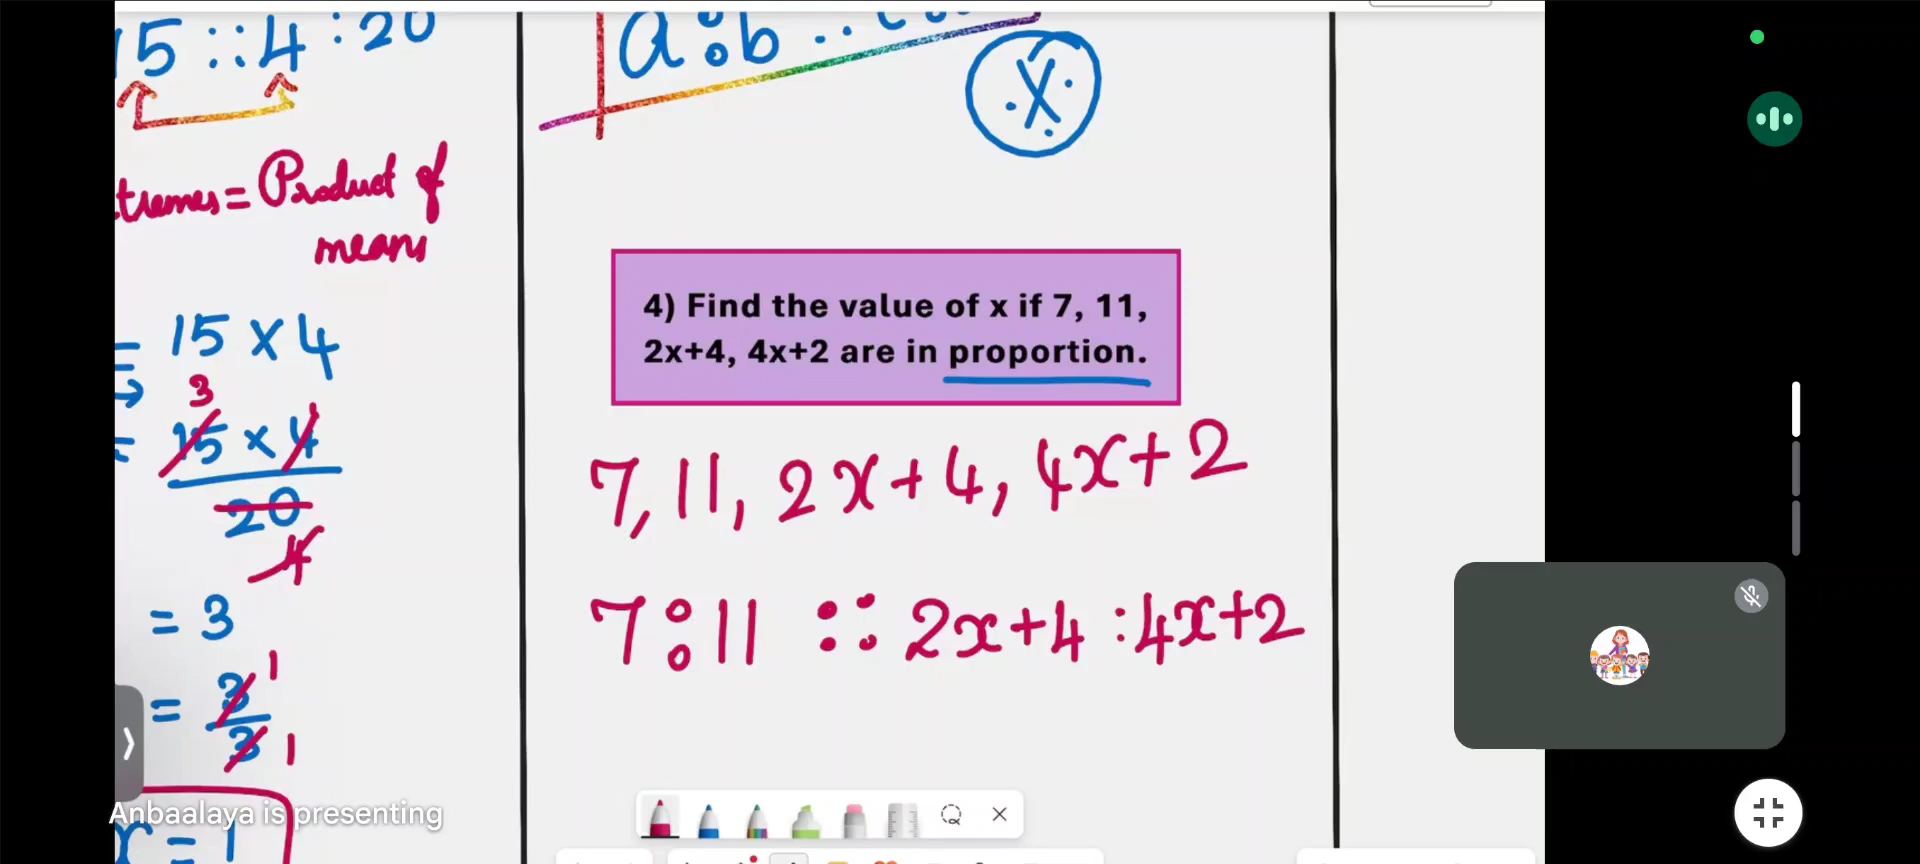 15 :: 4 : 20
= Product of
means
= 15 x 4
3
= 15 x 4
1
20
4
= 3
= 3
1
3
1
x = 1
a : b ::
X
4) Find the value of x if 7, 11,
2x+4, 4x+2 are in proportion.
7, 11, 2x+4, 4x+2
7 : 11 :: 2x+4 : 4x+2
Anbaalaya is presenting